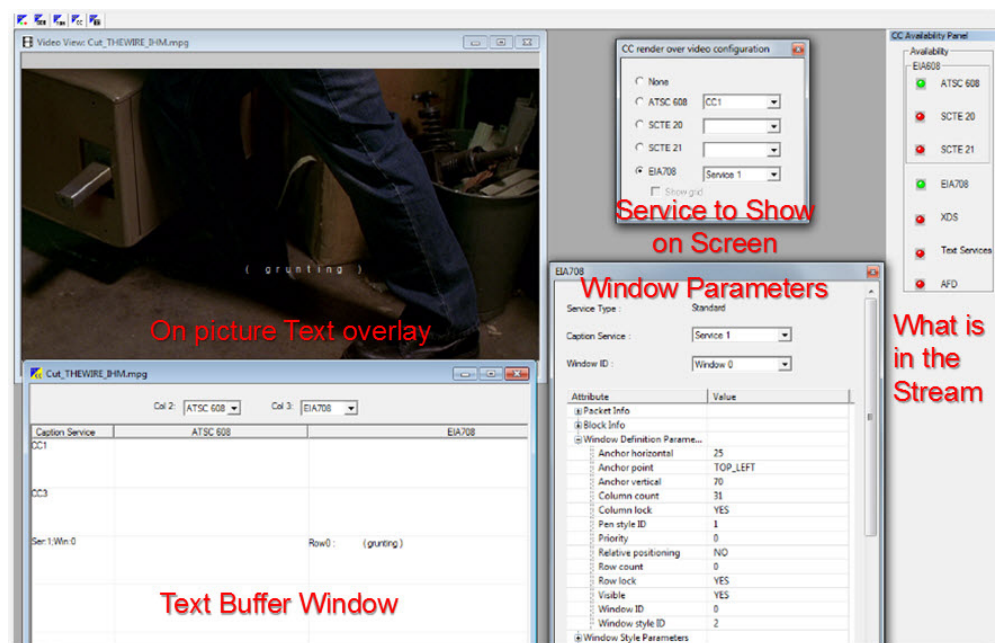 Video View: Cut_THEWIRE_IHM.mpg
( grunting )
On picture Text overlay
CC render over video configuration
None
ATSC 608 CC1
SCTE 20
SCTE 21
EIA708 Service 1
Show grid
Service to Show
on Screen
CC Availability Panel
Availability
EIA608
ATSC 608
SCTE 20
SCTE 21
EIA708
XDS
Text Services
AFD
What is
in the
Stream
EIA708
Window Parameters
Service Type : Standard
Caption Service : Service 1
Window ID : Window 0
Attribute Value
Packet Info
Block Info
Window Definition Parame...
Anchor horizontal 25
Anchor point TOP_LEFT
Anchor vertical 70
Column count 31
Column lock YES
Pen style ID 1
Priority 0
Relative positioning NO
Row count 0
Row lock YES
Visible YES
Window ID 0
Window style ID 2
Window Style Parameters
Cut_THEWIRE_IHM.mpg
Col 2: ATSC 608 Col 3: EIA708
Caption Service ATSC 608 EIA708
CC1
CC3
Ser:1;Win:0 Row0 : ( grunting )
Text Buffer Window